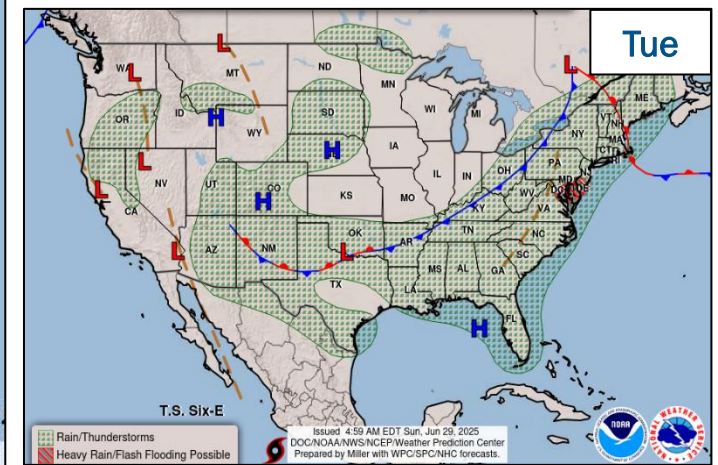 Tue
L
L
WA
MT
ND
MN
ME
L
OR
ID
H
WY
SD
WI
MI
VT
NH
NY
MA
CT
RI
H
IA
PA
NJ
L
NV
UT
CO
H
KS
MO
IL
IN
OH
WV
MD
DC
DE
VA
KY
L
CA
L
AZ
NM
OK
L
AR
TN
NC
SC
TX
LA
MS
AL
GA
FL
H
T.S. Six-E
Rain/Thunderstorms
Heavy Rain/Flash Flooding Possible
Issued 4:59 AM EDT Sun, Jun 29, 2025
DOC/NOAA/NWS/NCEP/Weather Prediction Center
Prepared by Miller with WPC/SPC/NHC forecasts.
NOAA
NATIONAL WEATHER SERVICE